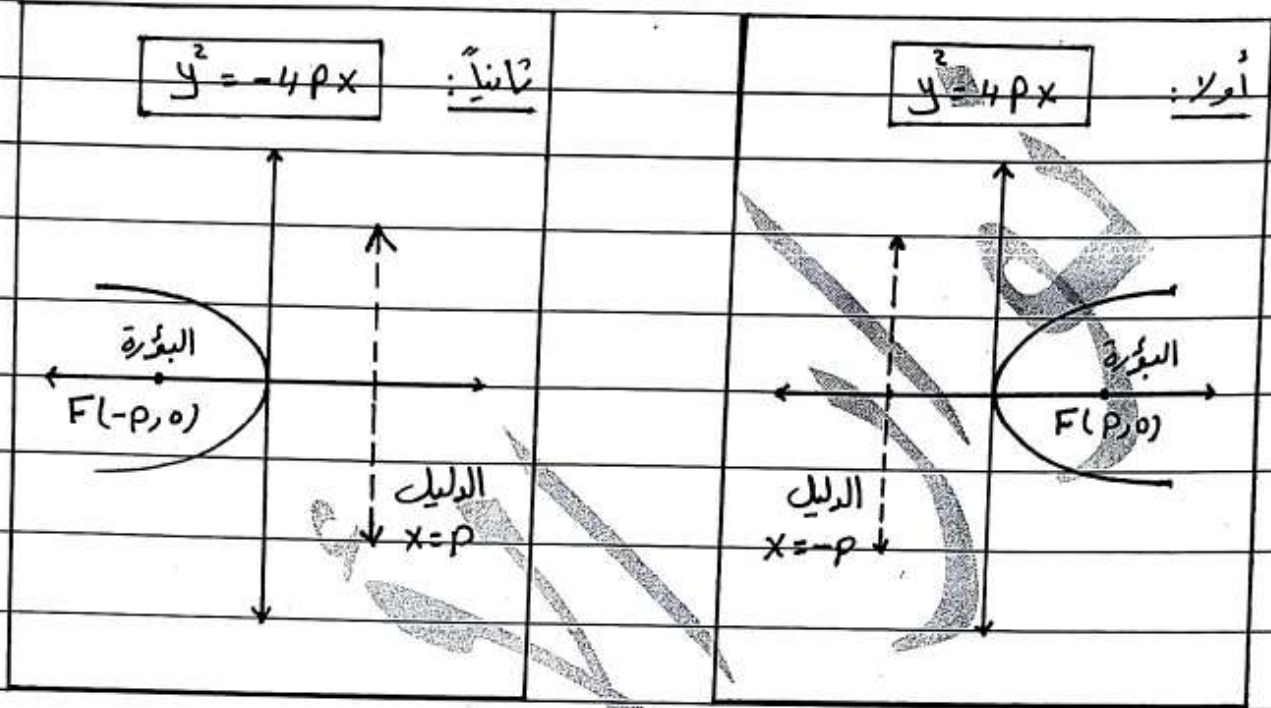 أولا: y² = 4Px
البؤرة
F(P,0)
الدليل
x=-P
ثانياً: y² = -4Px
البؤرة
F(-P,0)
الدليل
x=P